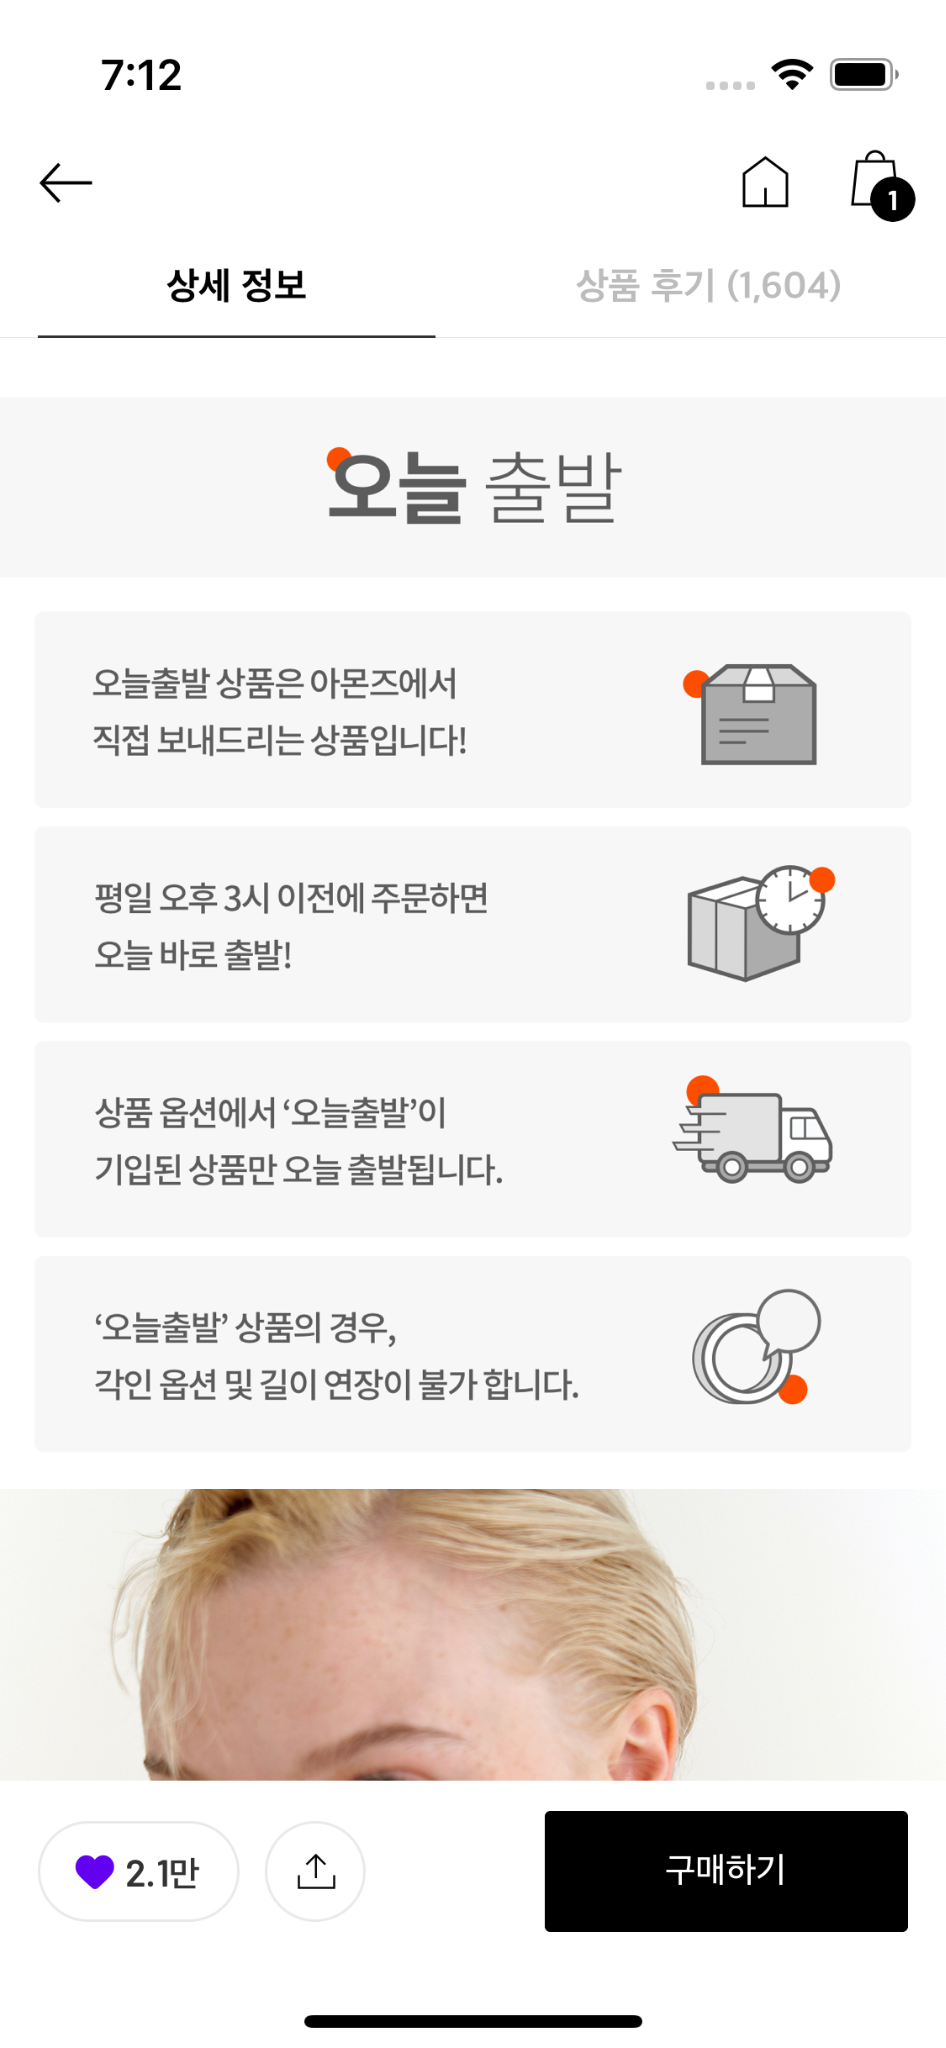 7:12
1
상세 정보
상품 후기 (1,604)
오늘 출발
오늘출발 상품은 아몬즈에서
직접 보내드리는 상품입니다!
평일 오후 3시 이전에 주문하면
오늘 바로 출발!
상품 옵션에서 ‘오늘출발’이
기입된 상품만 오늘 출발됩니다.
‘오늘출발’ 상품의 경우,
각인 옵션 및 길이 연장이 불가 합니다.
2.1만
구매하기